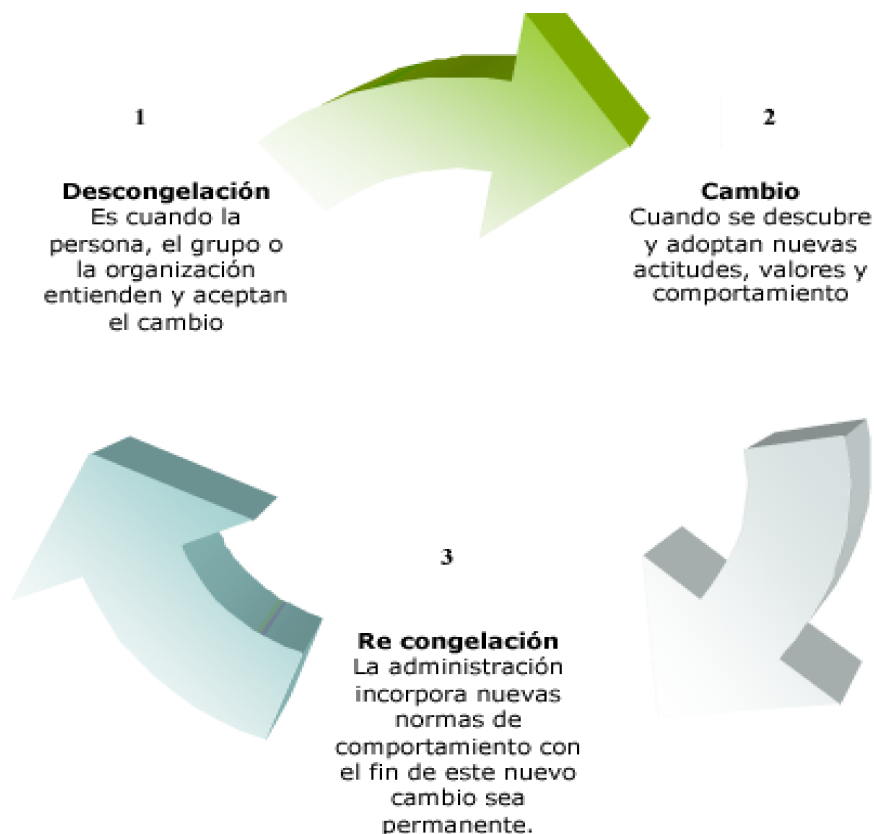 1
Descongelación
Es cuando la
persona, el grupo o
la organización
entienden y aceptan
el cambio
2
Cambio
Cuando se descubre
y adoptan nuevas
actitudes, valores y
comportamiento
3
Re congelación
La administración
incorpora nuevas
normas de
comportamiento con
el fin de este nuevo
cambio sea
permanente.